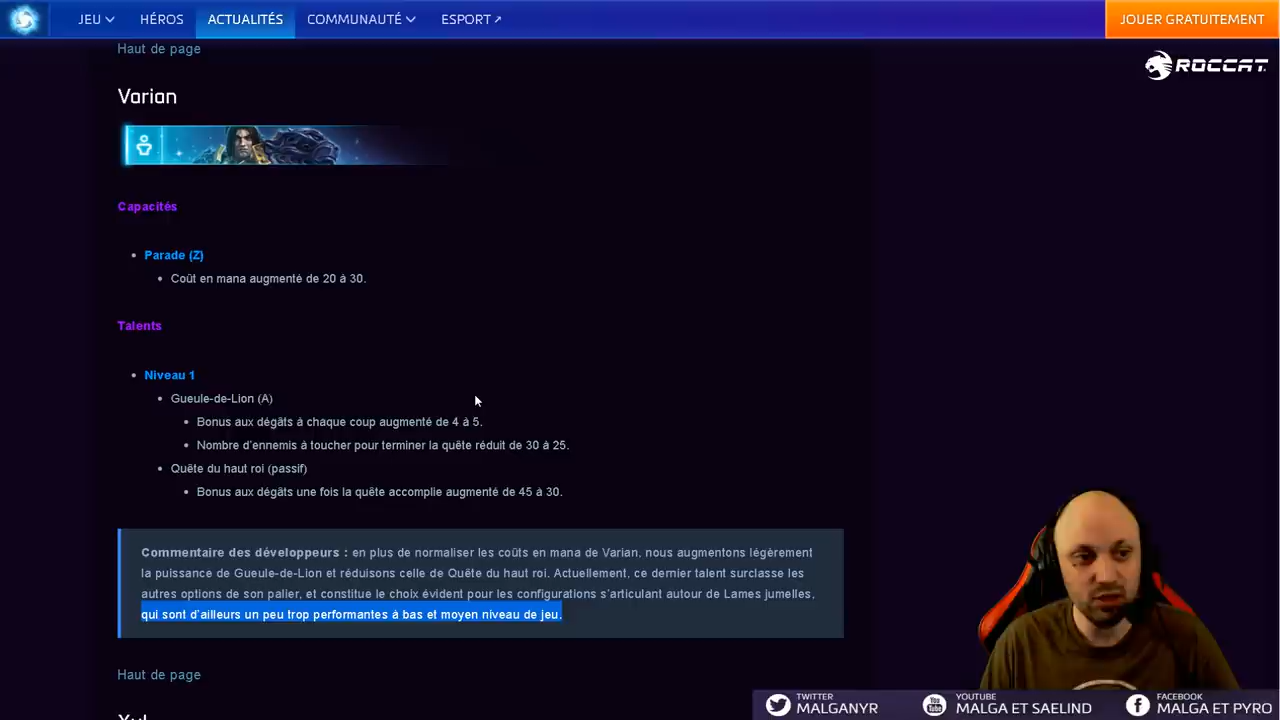 JEU HÉROS ACTUALITÉS COMMUNAUTÉ ESPORT JOUER GRATUITEMENT
Haut de page
ROCCAT
Varian
Capacités
Parade (Z)
Coût en mana augmenté de 20 à 30.
Talents
Niveau 1
Gueule-de-Lion (A)
Bonus aux dégâts à chaque coup augmenté de 4 à 5.
Nombre d'ennemis à toucher pour terminer la quête réduit de 30 à 25.
Quête du haut roi (passif)
Bonus aux dégâts une fois la quête accomplie augmenté de 45 à 30.
Commentaire des développeurs : en plus de normaliser les coûts en mana de Varian, nous augmentons légèrement
la puissance de Gueule-de-Lion et réduisons celle de Quête du haut roi. Actuellement, ce dernier talent surclasse les
autres options de son palier, et constitue le choix évident pour les configurations s'articulant autour de Lames jumelles,
qui sont d'ailleurs un peu trop performantes à bas et moyen niveau de jeu.
Haut de page
TWITTER
MALGANYR
YOUTUBE
MALGA ET SAELIND
FACEBOOK
MALGA ET PYRO